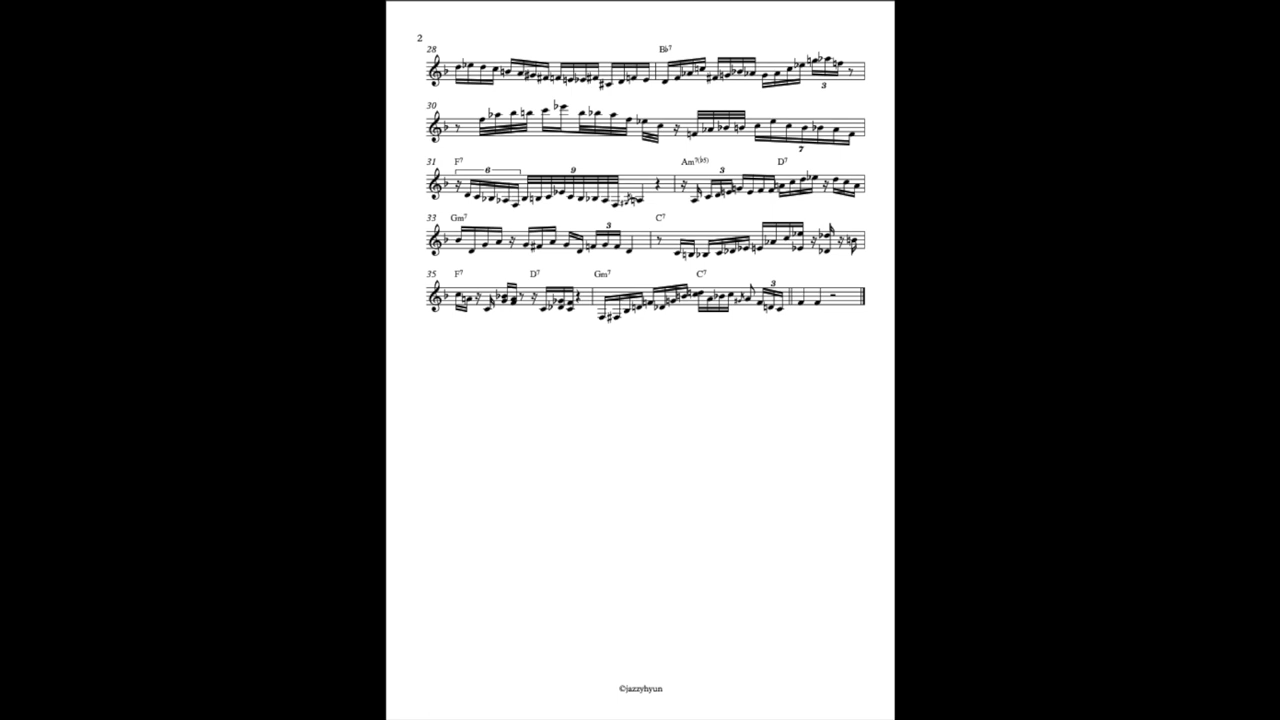 2
28 B♭7
3
30
7
31 F7 6 9 Am7(♭5) 3 D7
33 Gm7 3 C7
35 F7 D7 Gm7 C7 3
©jazzyhyun